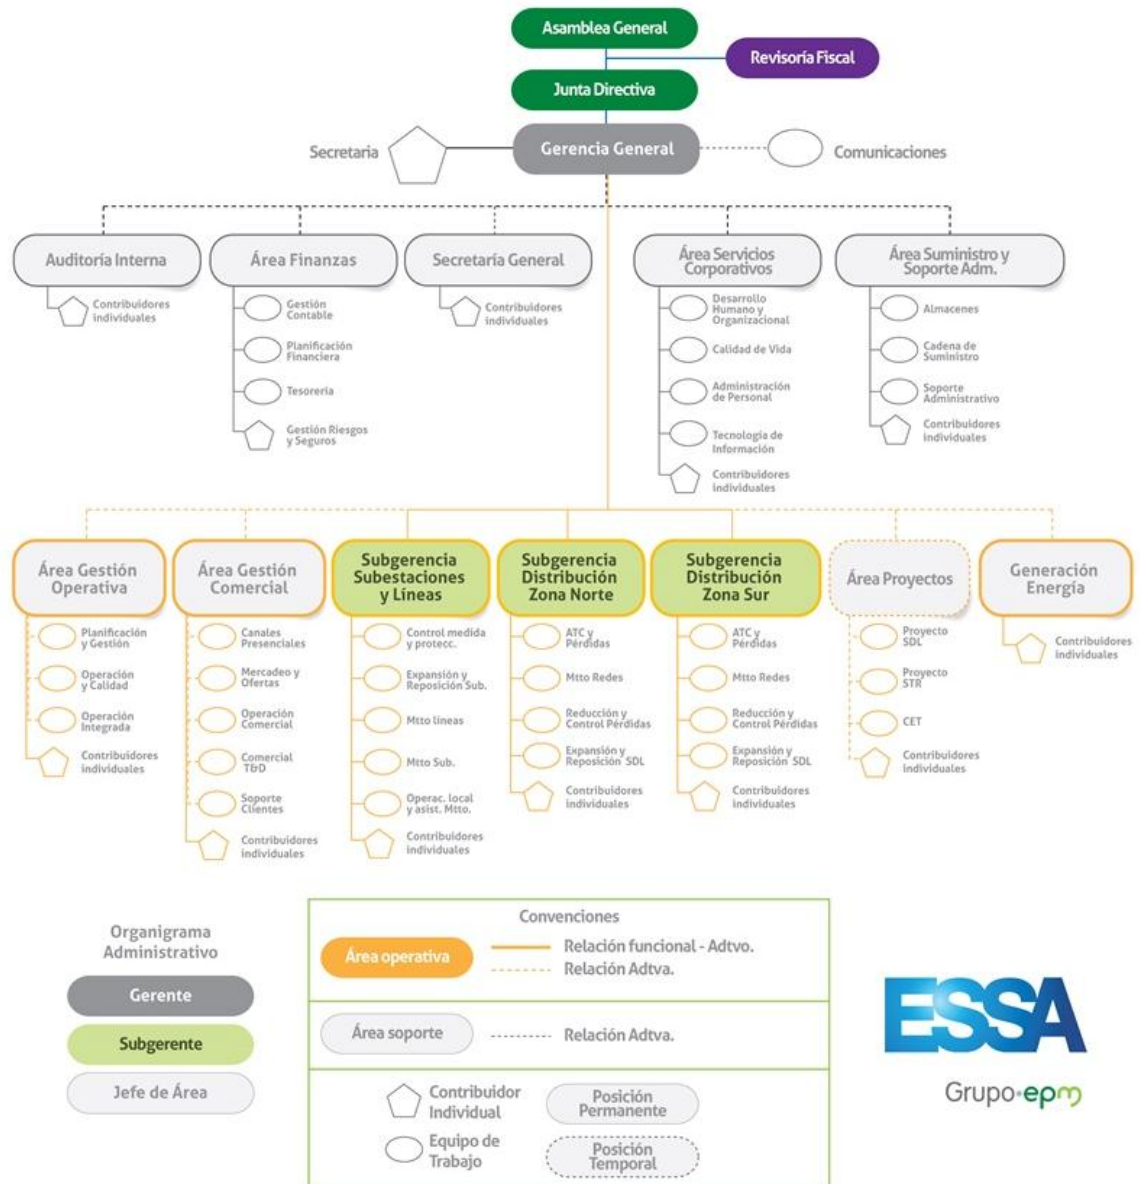 Asamblea General
Revisoría Fiscal
Junta Directiva
Secretaria
Gerencia General
Comunicaciones
Auditoría Interna
Contribuidores
individuales
Área Finanzas
Gestión
Contable
Planificación
Financiera
Tesorería
Gestión Riesgos
y Seguros
Secretaría General
Contribuidores
individuales
Área Servicios
Corporativos
Desarrollo
Humano y
Organizacional
Calidad de Vida
Administración
de Personal
Tecnología de
Información
Contribuidores
individuales
Área Suministro y
Soporte Adm.
Almacenes
Cadena de
Suministro
Soporte
Administrativo
Contribuidores
individuales
Área Gestión
Operativa
Planificación
y Gestión
Operación
y Calidad
Operación
Integrada
Contribuidores
individuales
Área Gestión
Comercial
Canales
Presenciales
Mercadeo y
Ofertas
Operación
Comercial
Comercial
T&D
Soporte
Clientes
Contribuidores
individuales
Subgerencia
Subestaciones
y Líneas
Control medida
y protecc.
Expansión y
Reposición Sub.
Mtto líneas
Mtto Sub.
Operac. local
y asist. Mtto.
Contribuidores
individuales
Subgerencia
Distribución
Zona Norte
ATC y
Pérdidas
Mtto Redes
Reducción y
Control Pérdidas
Expansión y
Reposición SDL
Contribuidores
individuales
Subgerencia
Distribución
Zona Sur
ATC y
Pérdidas
Mtto Redes
Reducción y
Control Pérdidas
Expansión y
Reposición SDL
Contribuidores
individuales
Área Proyectos
Proyecto
SDL
Proyecto
STR
CET
Contribuidores
individuales
Generación
Energía
Contribuidores
individuales
Organigrama
Administrativo
Gerente
Subgerente
Jefe de Área
Convenciones
Área operativa
Relación funcional - Adtvo.
Relación Adtva.
Área soporte
Relación Adtva.
Contribuidor
Individual
Posición
Permanente
Equipo de
Trabajo
Posición
Temporal
ESSA
Grupo·epm